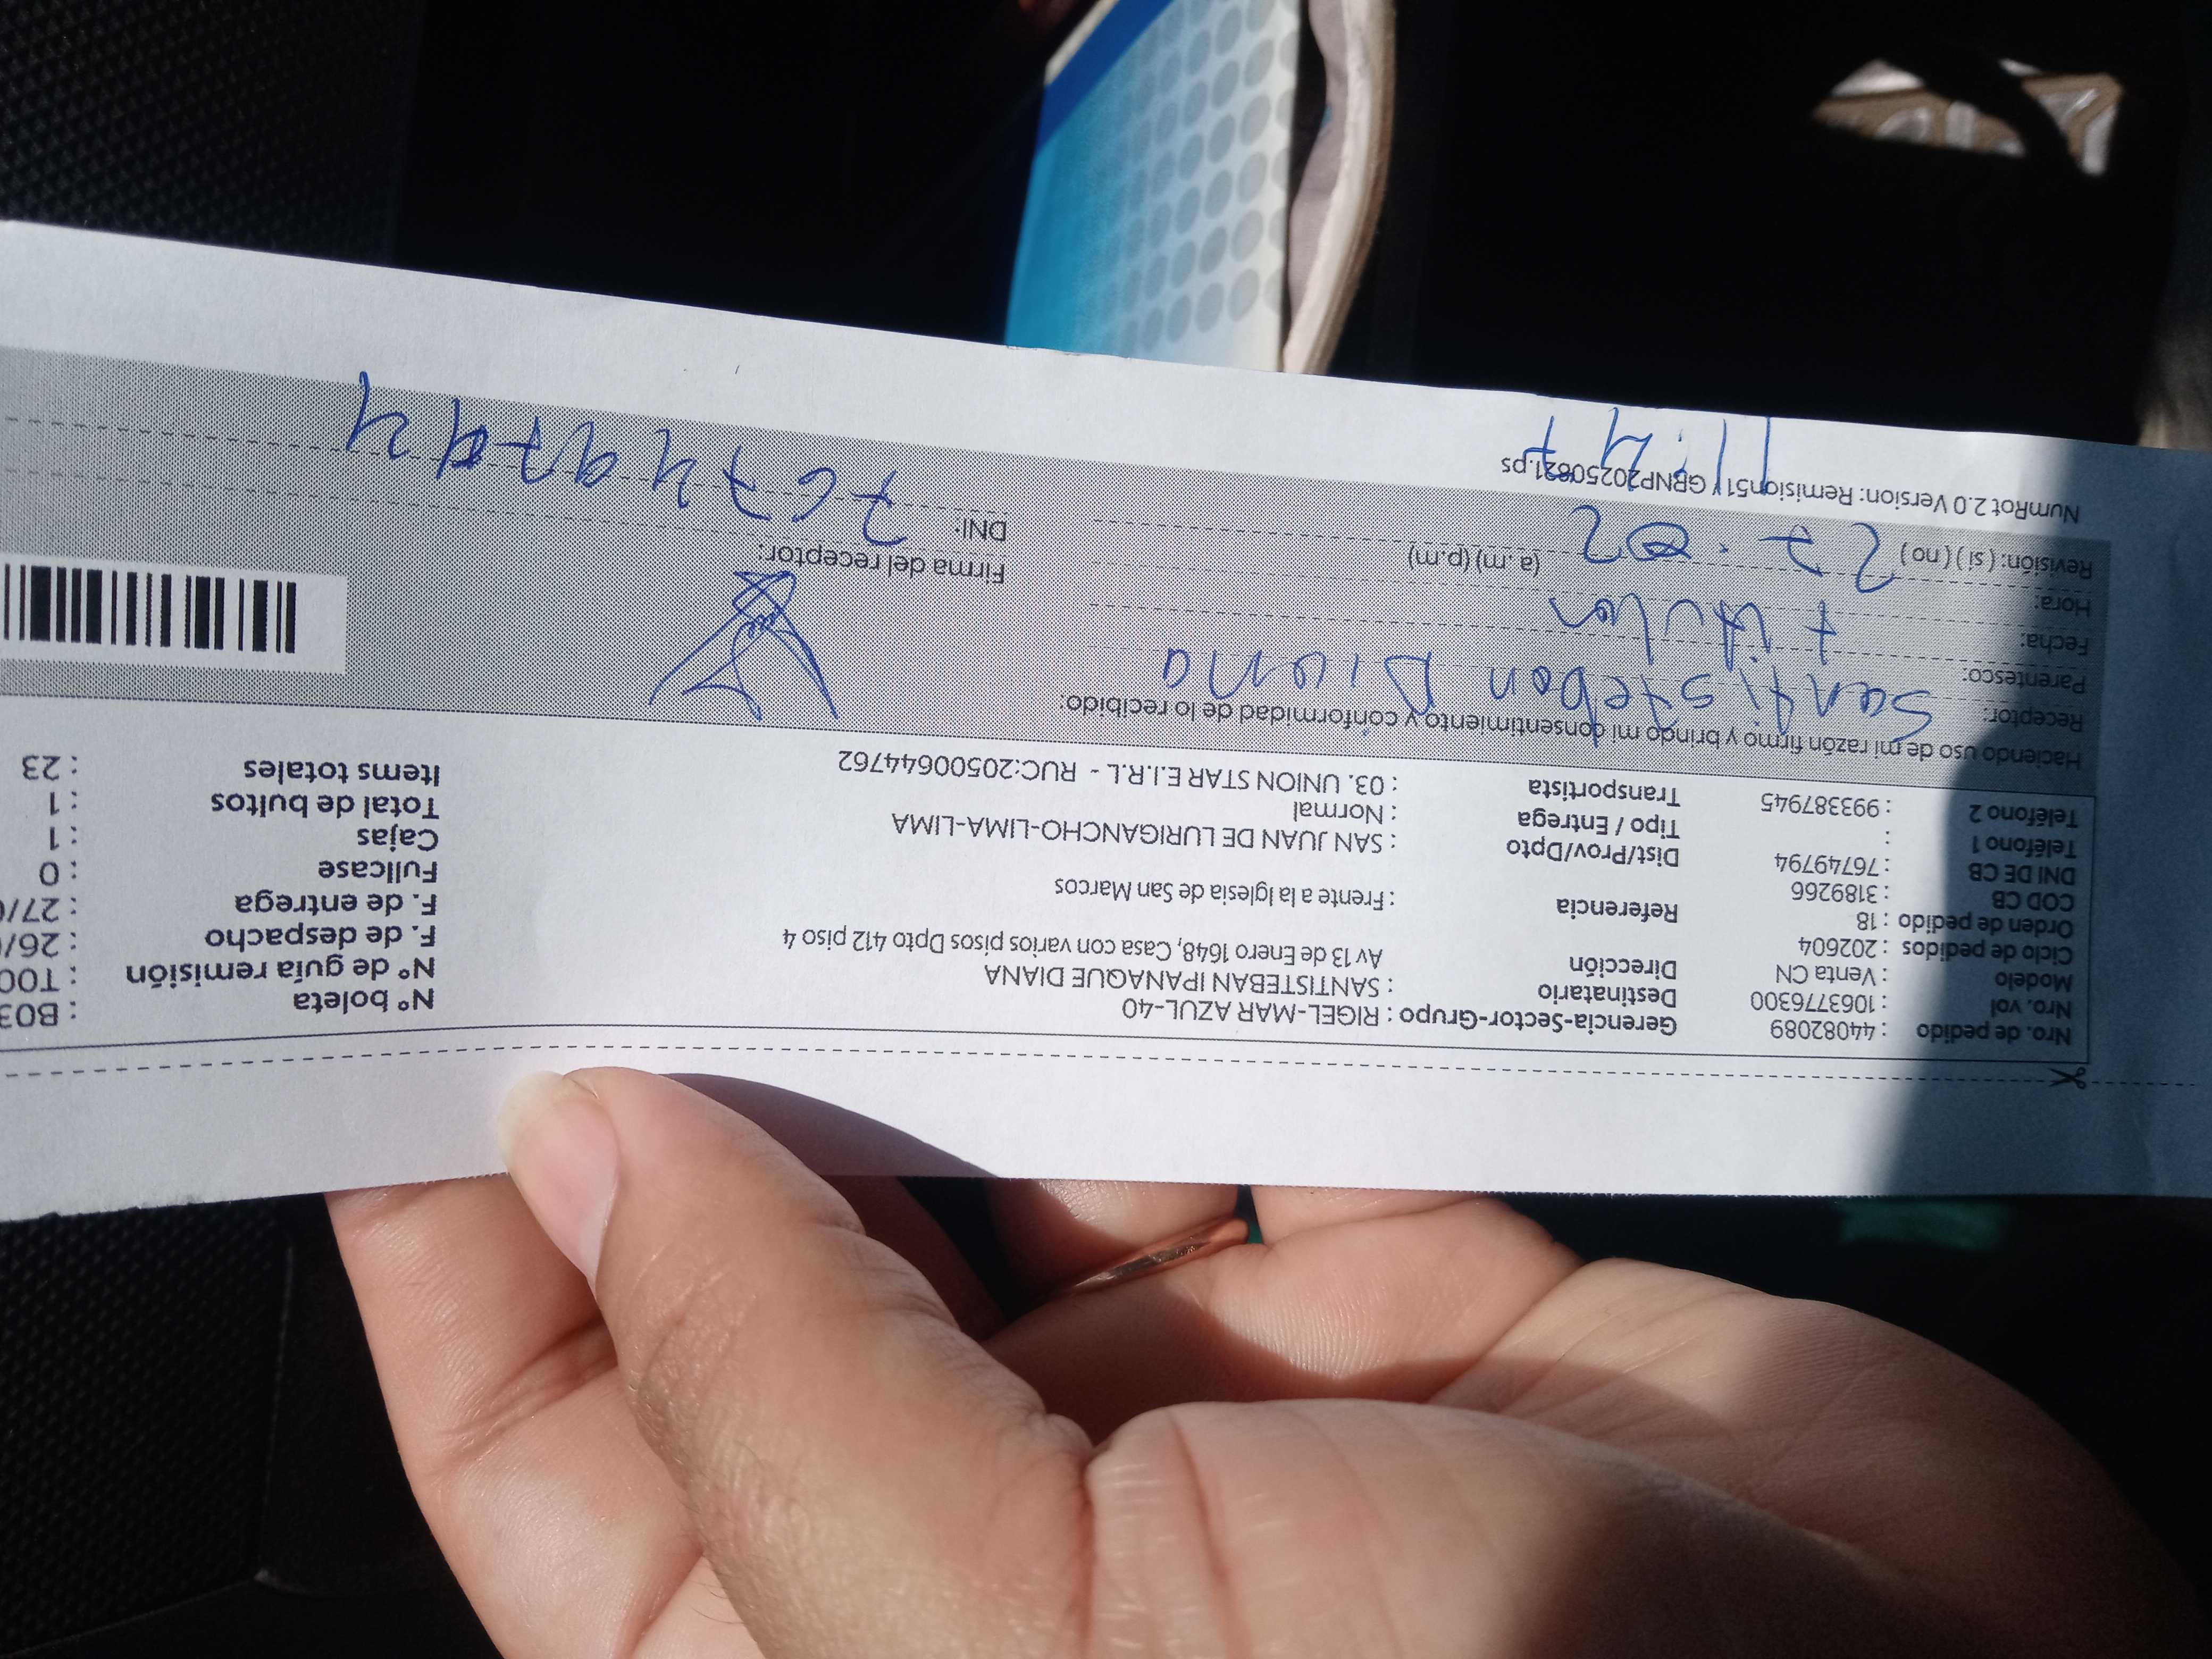 Nro. de pedido : 44082089 Gerencia-Sector-Grupo : RIGEL-MAR AZUL-40 N° boleta : B03
Nro. vol : 1063776300 Destinatario : SANTISTEBAN IPANAQUE DIANA N° de guía remisión : T00
Modelo : Venta CN Dirección Av 13 de Enero 1648, Casa con varios pisos Dpto 412 piso 4 F. de despacho : 26/
Ciclo de pedidos : 202604 F. de entrega : 27/
Orden de pedido : 18 Referencia : Frente a la Iglesia de San Marcos Fullcase : 0
COD CB : 3189266 Cajas : 1
DNI DE CB : 76749794 Dist/Prov/Dpto : SAN JUAN DE LURIGANCHO-LIMA-LIMA Total de bultos : 1
Teléfono 1 : Tipo / Entrega : Normal Items totales : 23
Teléfono 2 : 993387945 Transportista : 03. UNION STAR E.I.R.L - RUC:20500644762
Haciendo uso de mi razón firmo y brindo mi consentimiento y conformidad de lo recibido:
Receptor: Santisteban Diana
Parentesco: titular
Fecha: 27.02
Hora: (a.m) (p.m) Firma del receptor:
Revisión: ( si ) ( no ) DNI: 76749794
NumRot 2.0 Version: Remision51Y GBNP20250821.ps
11:47